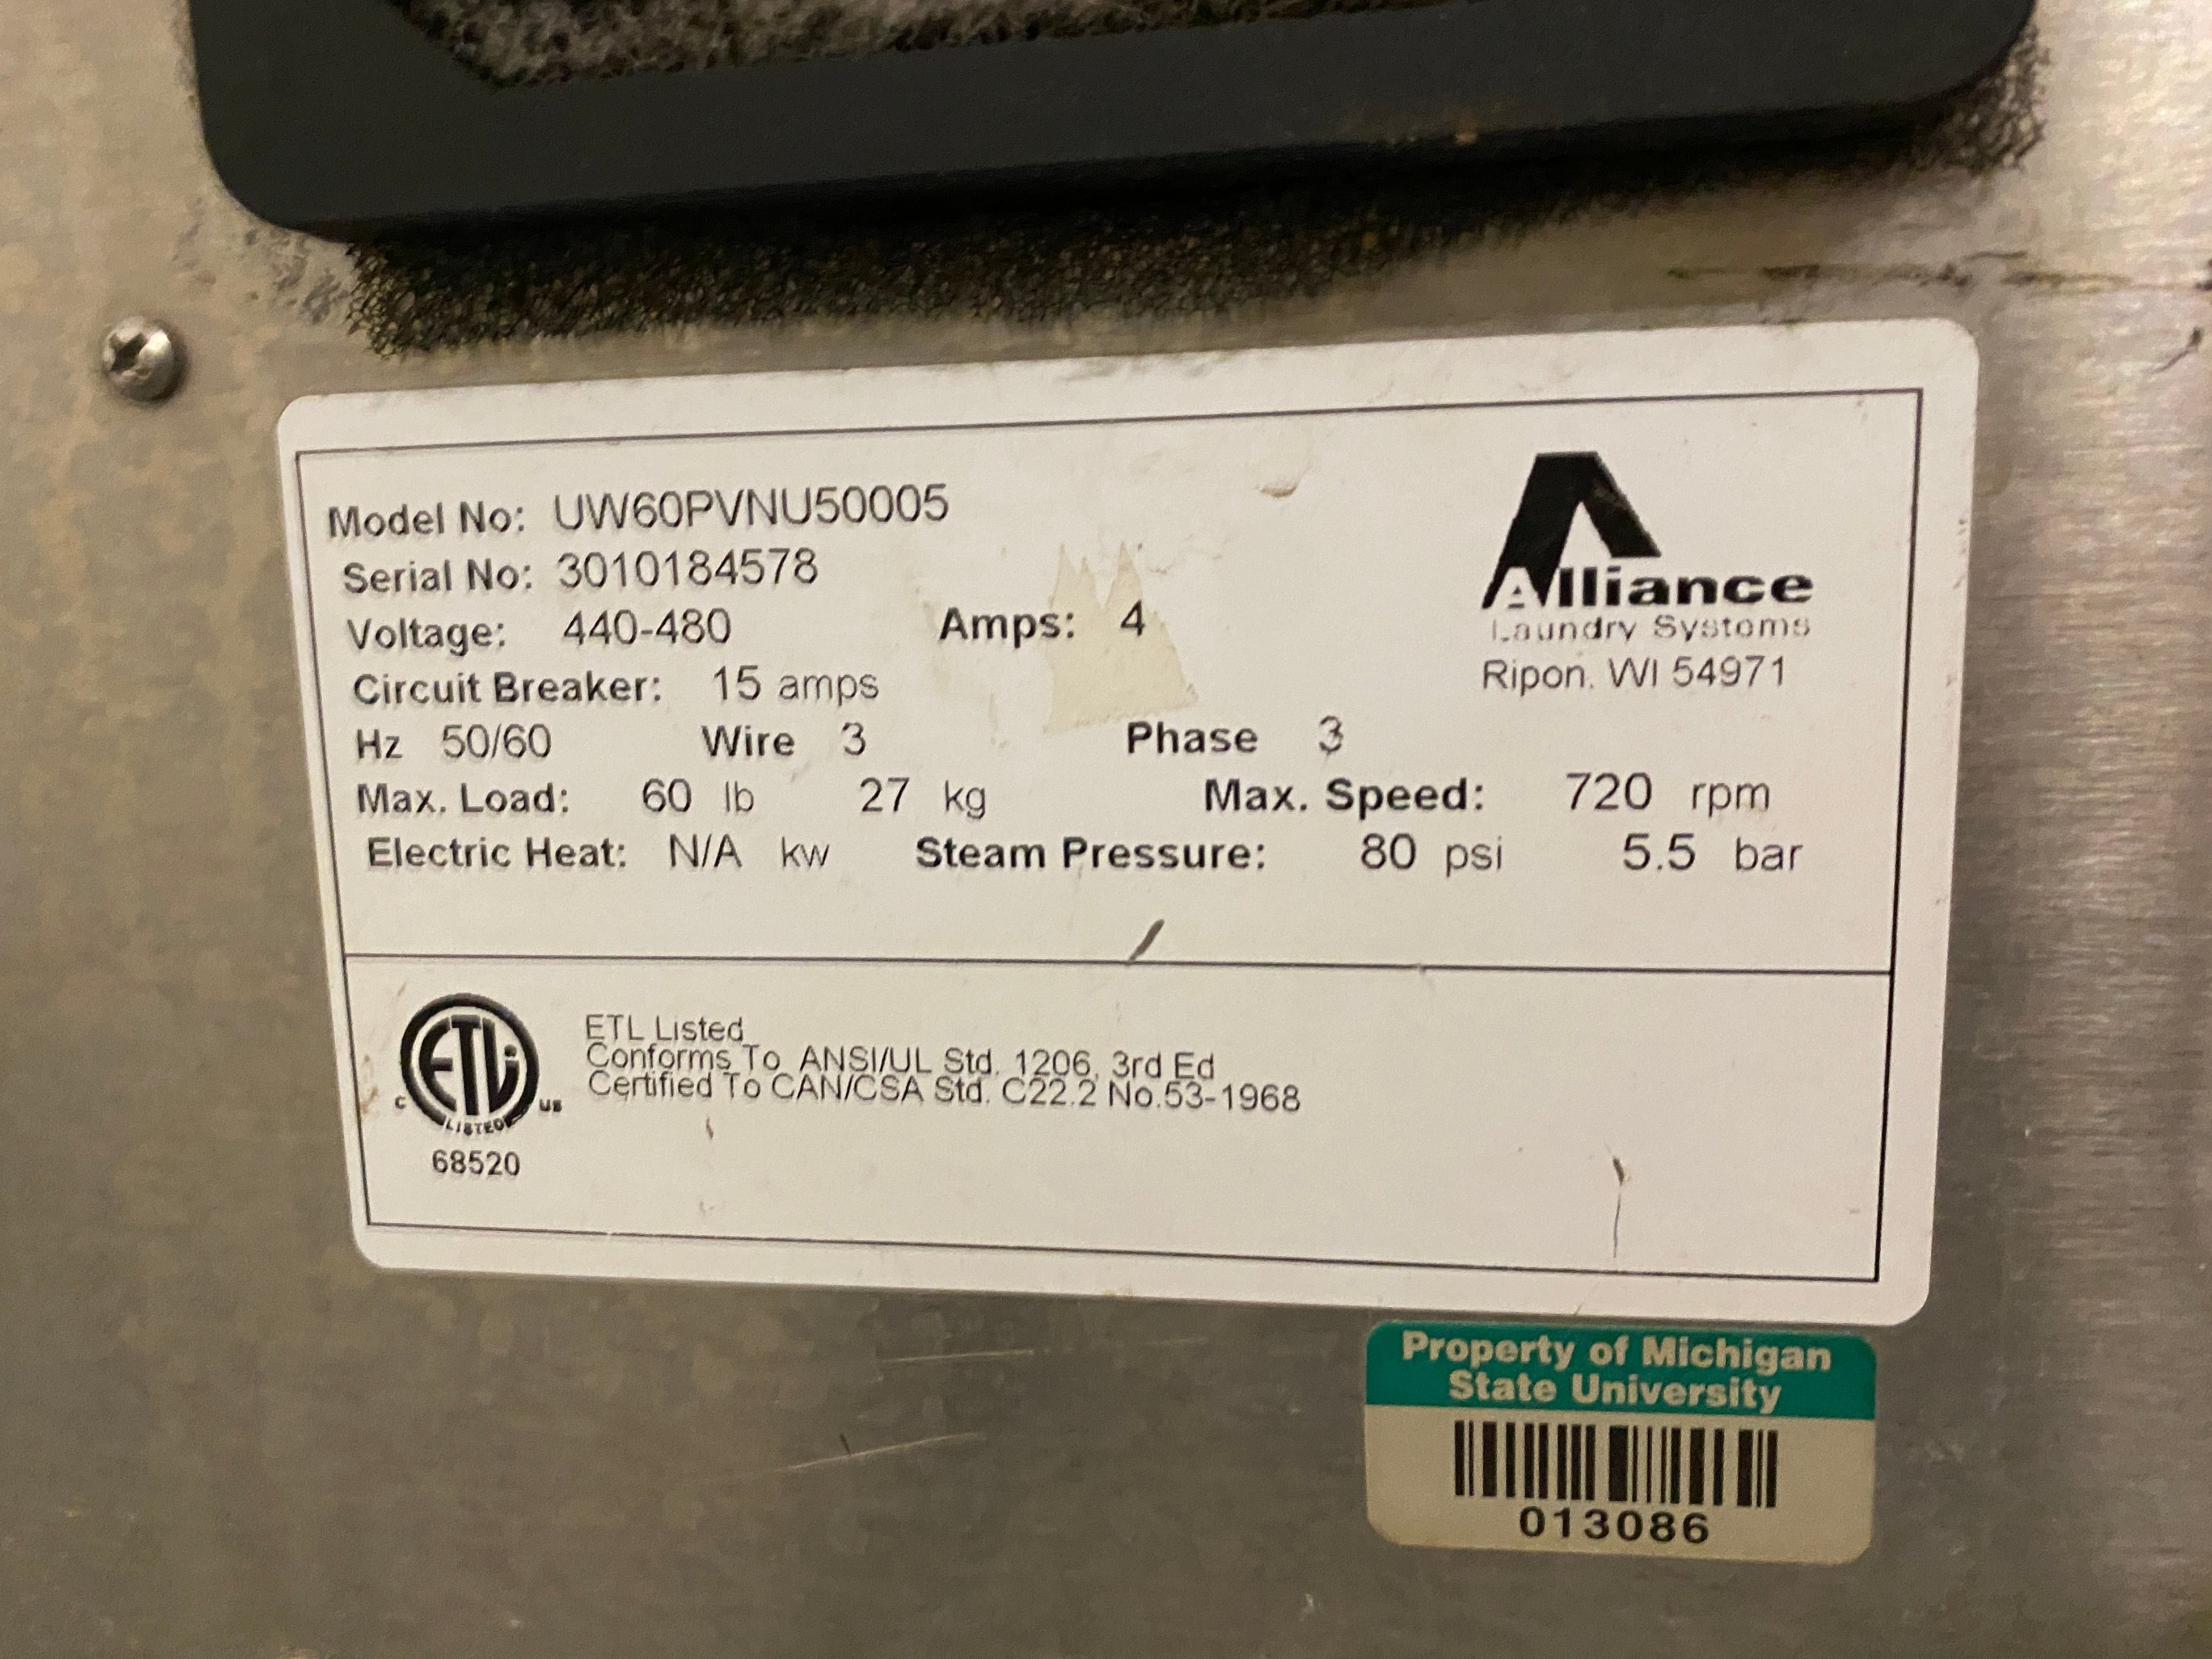 Model No: UW60PVNU50005
Serial No: 3010184578
Voltage: 440-480 Amps: 4
Circuit Breaker: 15 amps
Hz 50/60 Wire 3 Phase 3
Max. Load: 60 lb 27 kg Max. Speed: 720 rpm
Electric Heat: N/A kw Steam Pressure: 80 psi 5.5 bar
Alliance
Laundry Systems
Ripon, WI 54971
ETL
C US
LISTED
68520
ETL Listed
Conforms To ANSI/UL Std. 1206, 3rd Ed
Certified To CAN/CSA Std. C22.2 No.53-1968
Property of Michigan
State University
013086